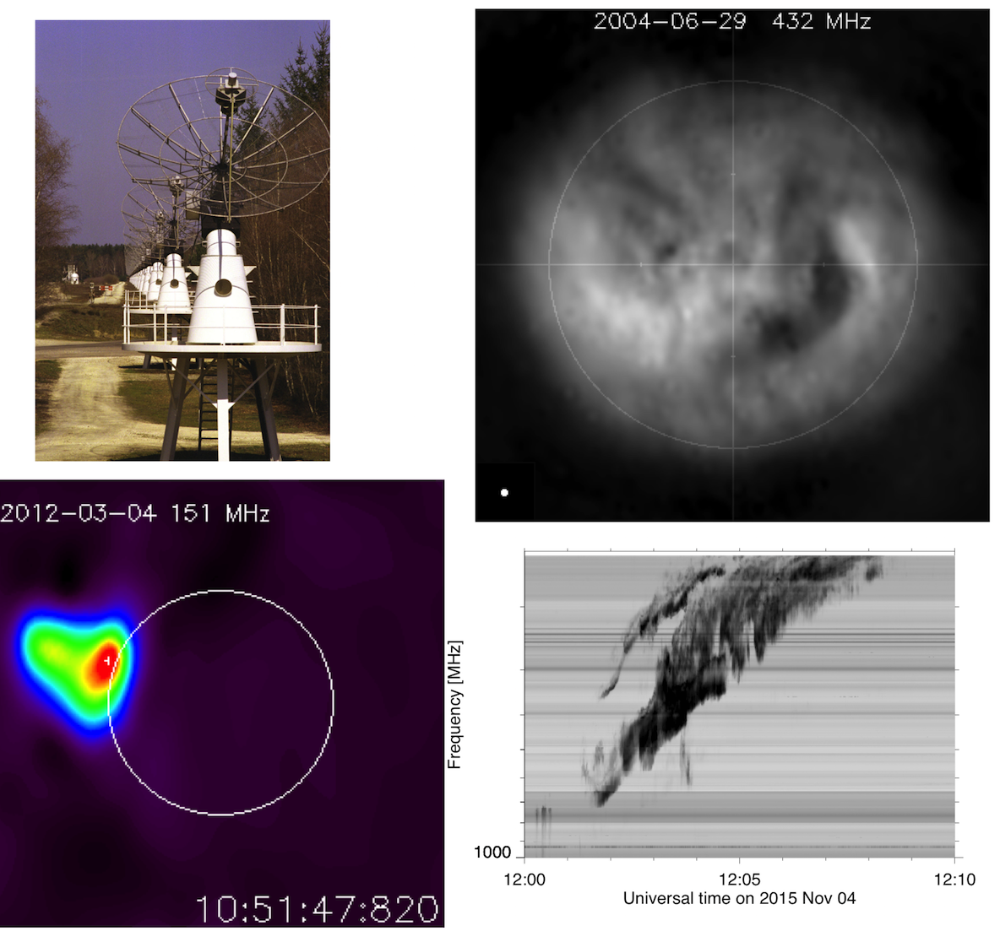 2004-06-29 432 MHz
2012-03-04 151 MHz
10:51:47:820
Frequency [MHz]
1000
12:00 12:05 12:10
Universal time on 2015 Nov 04